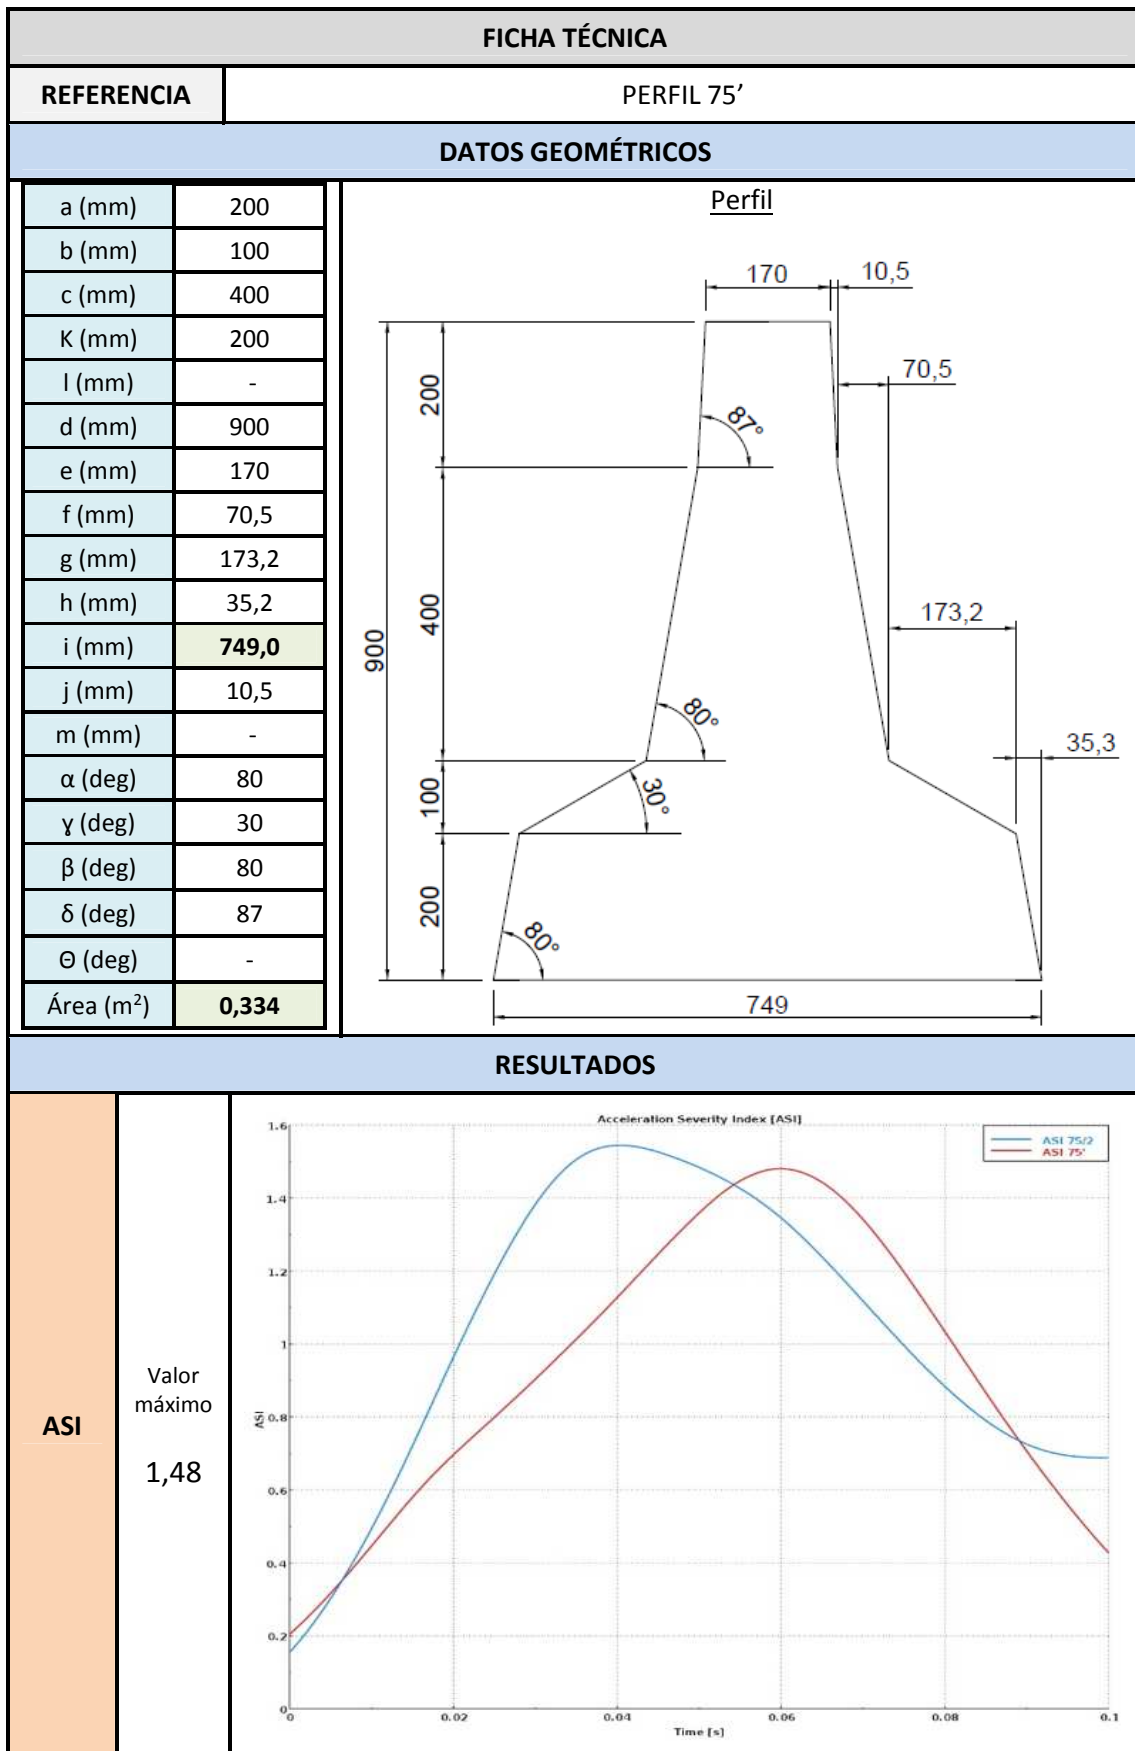 FICHA TÉCNICA
REFERENCIA PERFIL 75’
DATOS GEOMÉTRICOS
a (mm) 200
b (mm) 100
c (mm) 400
K (mm) 200
l (mm) -
d (mm) 900
e (mm) 170
f (mm) 70,5
g (mm) 173,2
h (mm) 35,2
i (mm) 749,0
j (mm) 10,5
m (mm) -
α (deg) 80
ɣ (deg) 30
β (deg) 80
δ (deg) 87
Θ (deg) -
Área (m²) 0,334
Perfil
170 10,5
70,5
200
87°
400
900
173,2
80°
35,3
100
30°
200
80°
749
RESULTADOS
ASI
Valor
máximo
1,48
Acceleration Severity Index [ASI]
ASI 75/2
ASI 75'
1.6
1.4
1.2
1
0.8
0.6
0.4
0.2
0
ASI
0 0.02 0.04 0.06 0.08 0.1
Time [s]